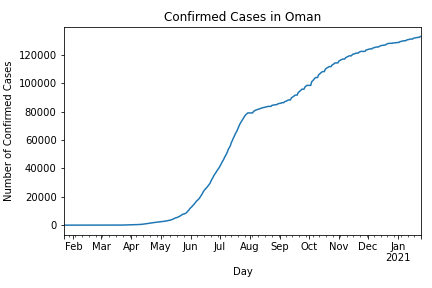 Confirmed Cases in Oman
Number of Confirmed Cases
120000
100000
80000
60000
40000
20000
0
Feb Mar Apr May Jun Jul Aug Sep Oct Nov Dec Jan
2021
Day